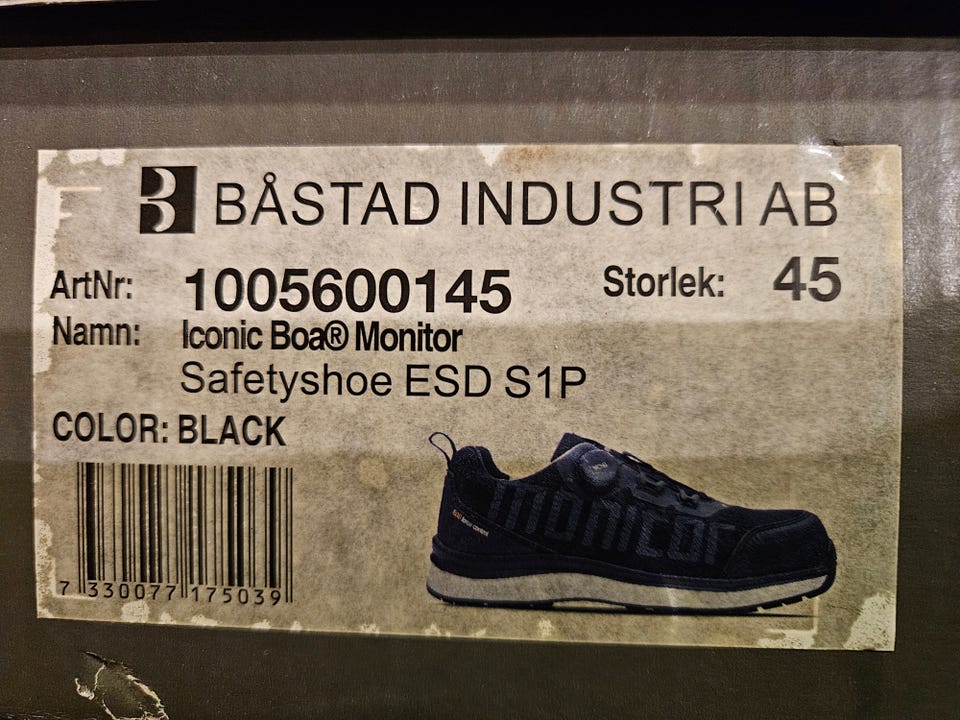 BÅSTAD INDUSTRI AB
ArtNr: 1005600145 Storlek: 45
Namn: Iconic Boa® Monitor
Safetyshoe ESD S1P
COLOR: BLACK
monitor
7 330077 175039